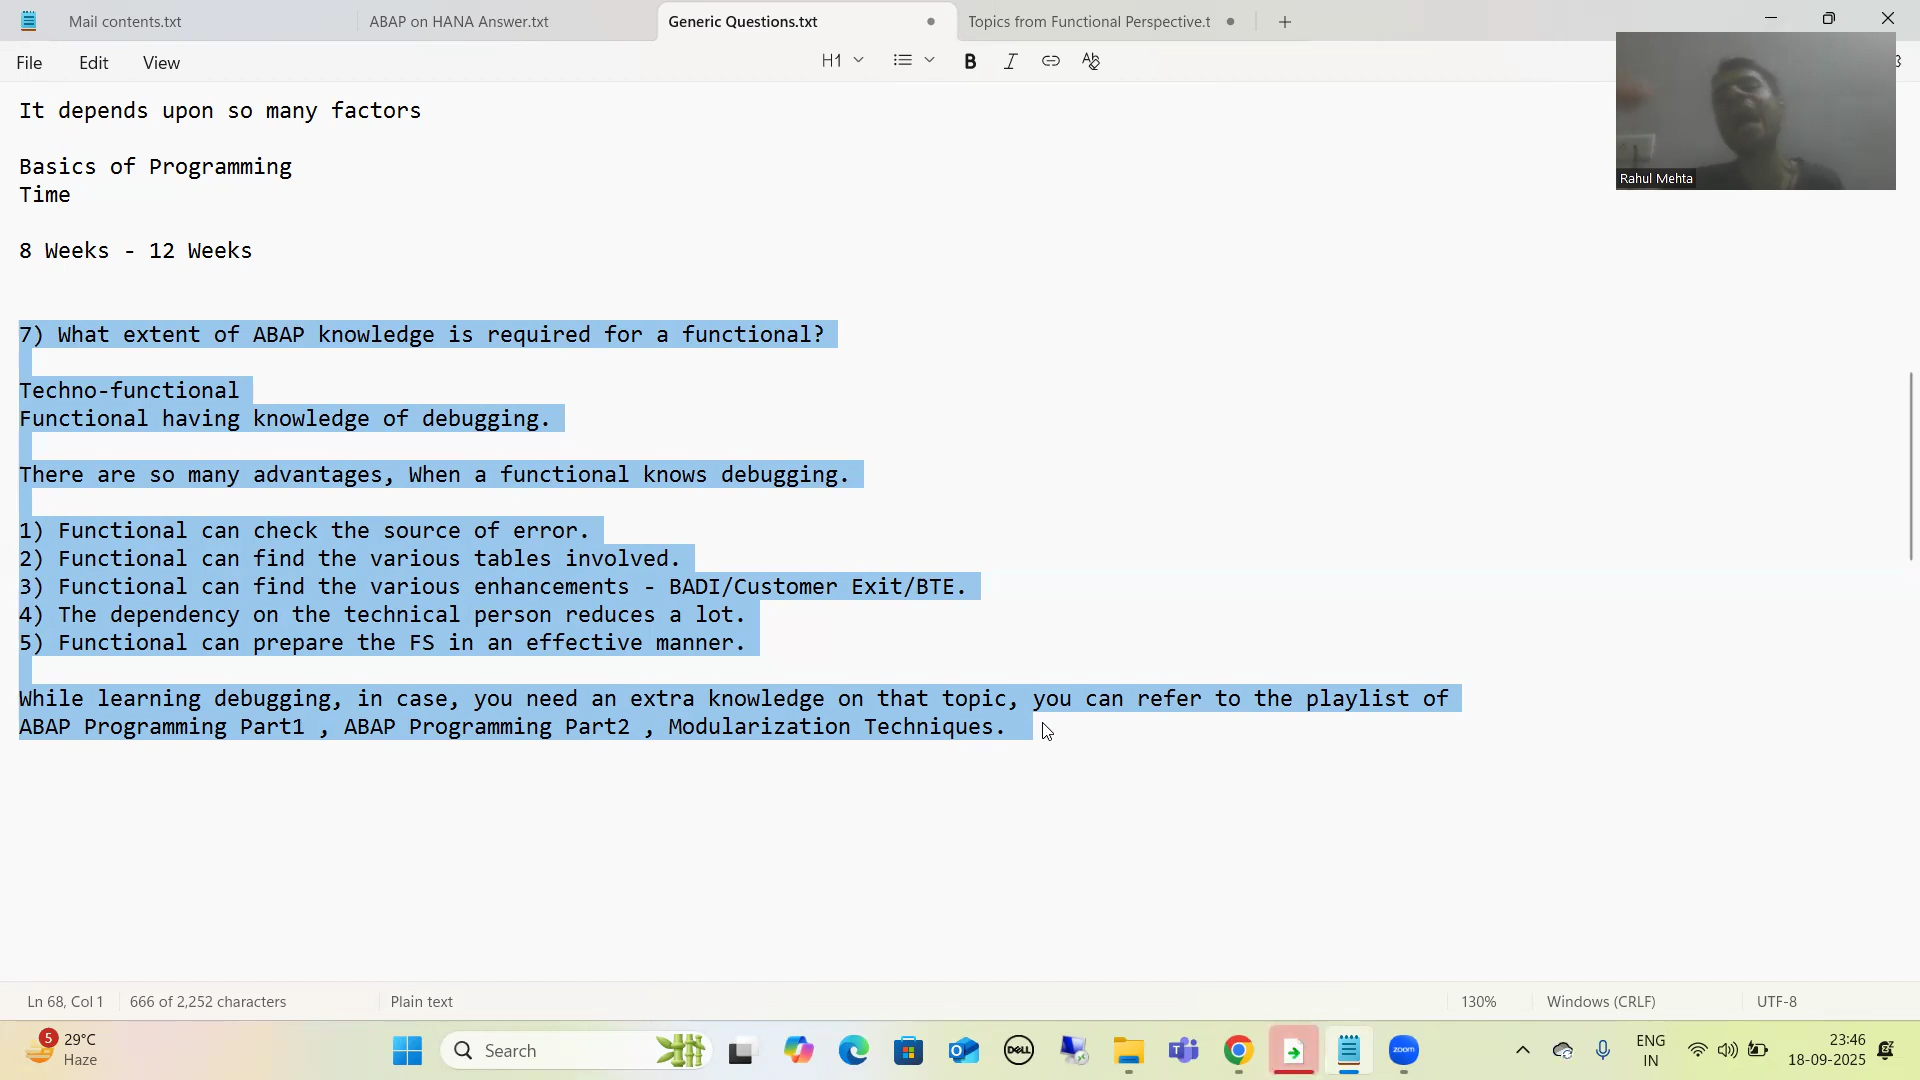 Mail contents.txt
ABAP on HANA Answer.txt
Generic Questions.txt
Topics from Functional Perspective.t
File
Edit
View
H1
Rahul Mehta
It depends upon so many factors
Basics of Programming
Time
8 Weeks - 12 Weeks
7) What extent of ABAP knowledge is required for a functional?
Techno-functional
Functional having knowledge of debugging.
There are so many advantages, When a functional knows debugging.
1) Functional can check the source of error.
2) Functional can find the various tables involved.
3) Functional can find the various enhancements - BADI/Customer Exit/BTE.
4) The dependency on the technical person reduces a lot.
5) Functional can prepare the FS in an effective manner.
While learning debugging, in case, you need an extra knowledge on that topic, you can refer to the playlist of
ABAP Programming Part1 , ABAP Programming Part2 , Modularization Techniques.
Ln 68, Col 1
666 of 2,252 characters
Plain text
130%
Windows (CRLF)
UTF-8
5
29°C
Haze
Search
DELL
zoom
ENG
IN
23:46
18-09-2025